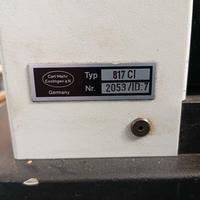 Carl Mahr
Esslingen a.N.
Germany
Typ 817 CI
Nr. 2053/ID:7